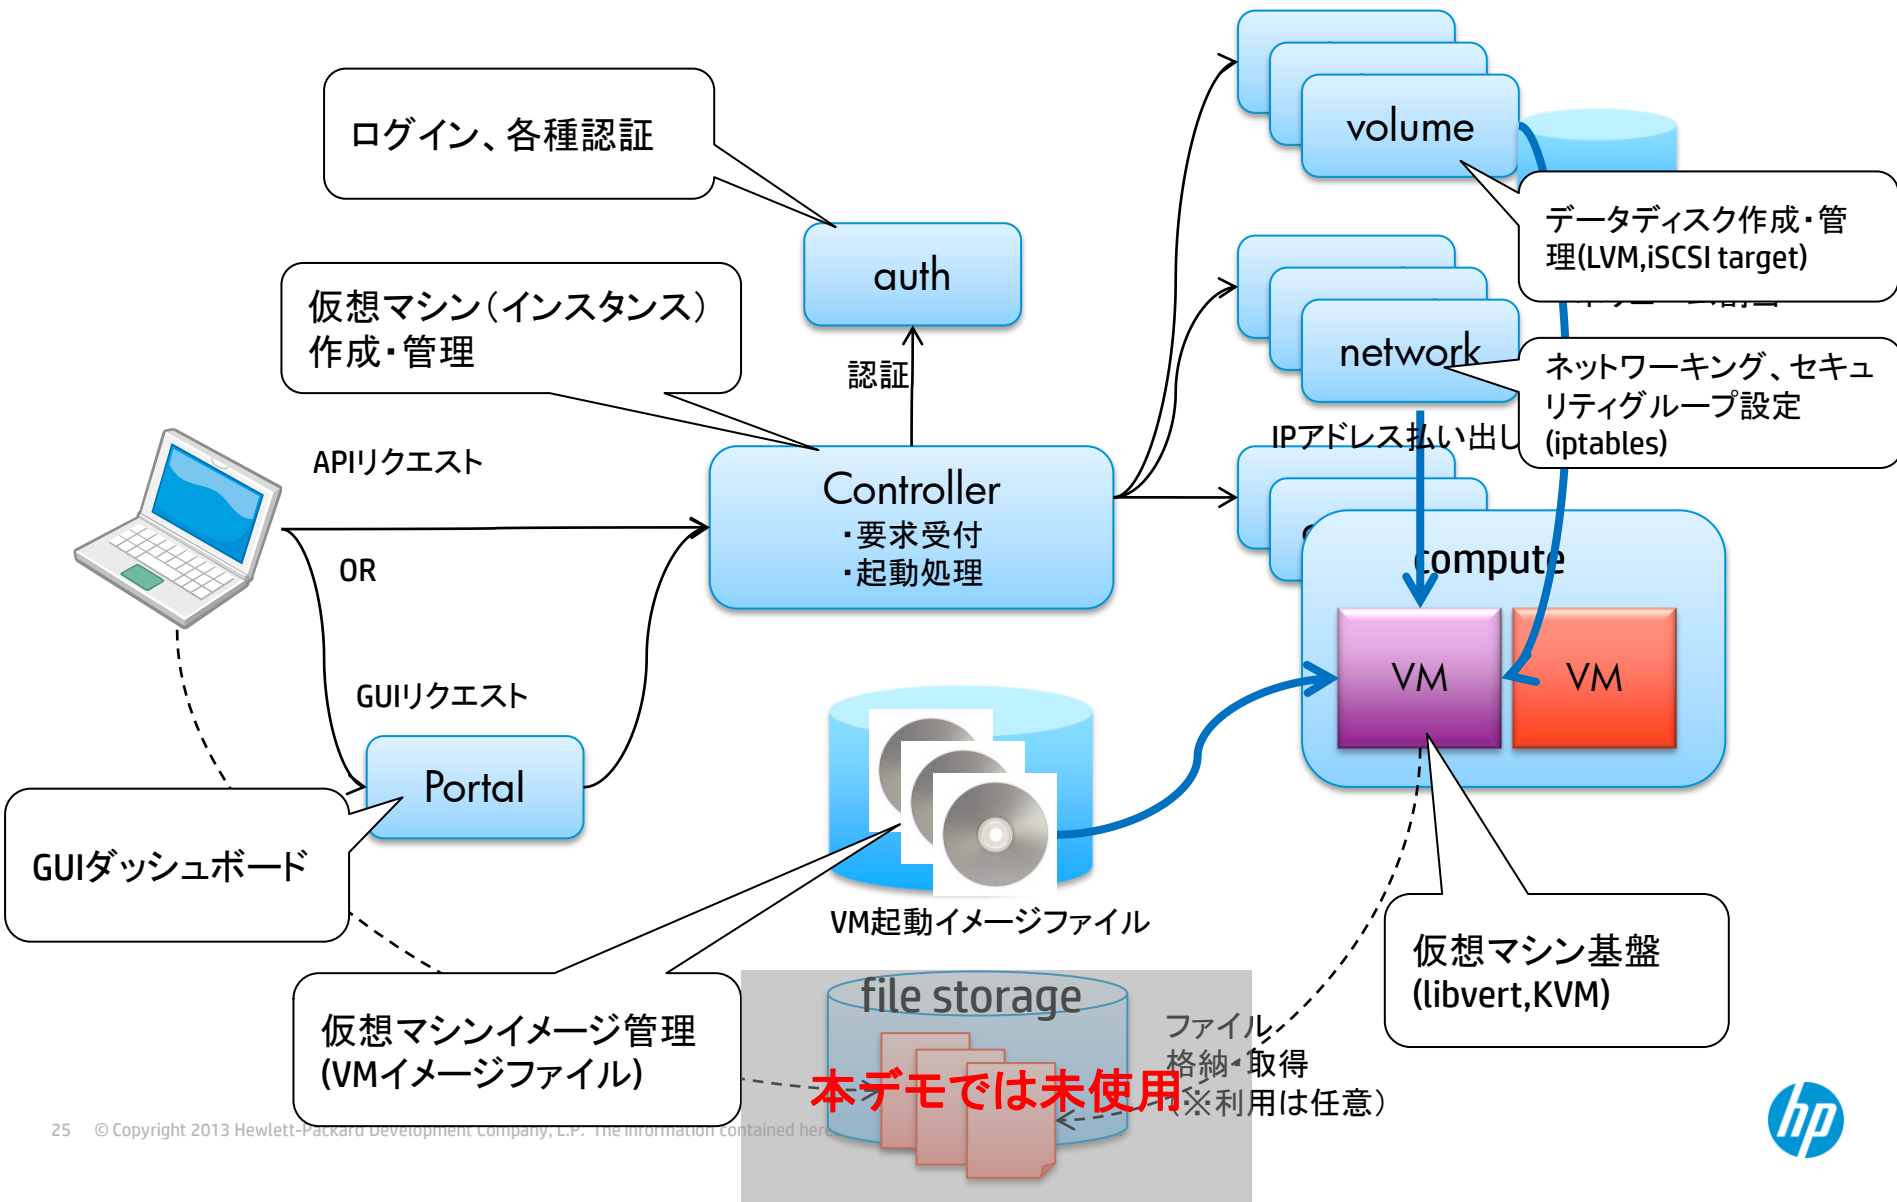 volume
ログイン、各種認証
データディスク作成・管
理(LVM,iSCSI target)
auth
仮想マシン(インスタンス)
作成・管理
network
認証
ネットワーキング、セキュ
リティグループ設定
(iptables)
IPアドレス払い出し
APIリクエスト
Controller
・要求受付
・起動処理
OR
compute
VM
VM
GUIリクエスト
Portal
GUIダッシュボード
VM起動イメージファイル
仮想マシン基盤
(libvert,KVM)
file storage
仮想マシンイメージ管理
(VMイメージファイル)
ファイル
格納・取得
(※利用は任意)
本デモでは未使用
25 © Copyright 2013 Hewlett-Packard Development Company, L.P. The information contained
hp